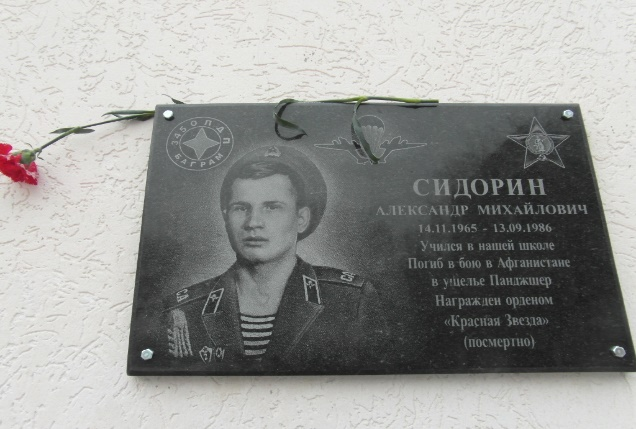 345 ОПДП
БАГРАМ
СИДОРИН
АЛЕКСАНДР МИХАЙЛОВИЧ
14.11.1965 - 13.09.1986
Учился в нашей школе
Погиб в бою в Афганистане
в ущелье Панджшер
Награжден орденом
«Красная Звезда»
(посмертно)